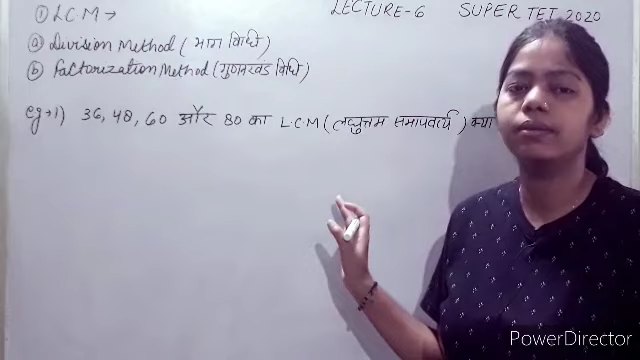 ① L.C.M →
LECTURE-6 SUPER TET 2020
ⓐ Division Method ( भाग विधि )
ⓑ Factorization Method (गुणनखंड विधि)
eg→1) 36, 48, 60 और 80 का L.C.M ( लघुत्तम समापवर्त्य ) क्या
PowerDirector